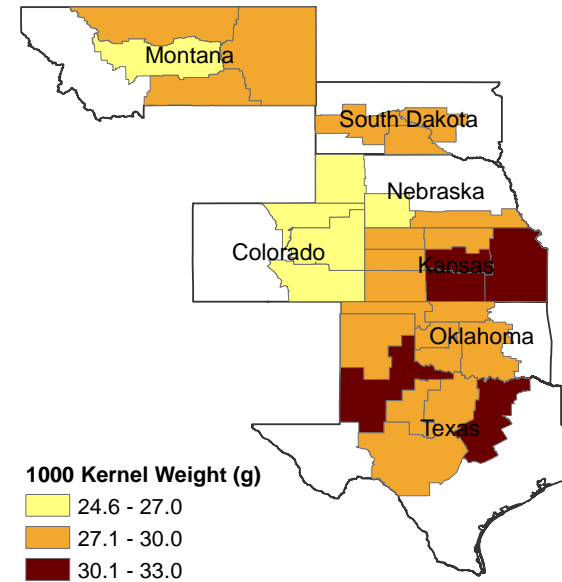 Montana
South Dakota
Nebraska
Colorado
Kansas
Oklahoma
Texas
1000 Kernel Weight (g)
24.6 - 27.0
27.1 - 30.0
30.1 - 33.0